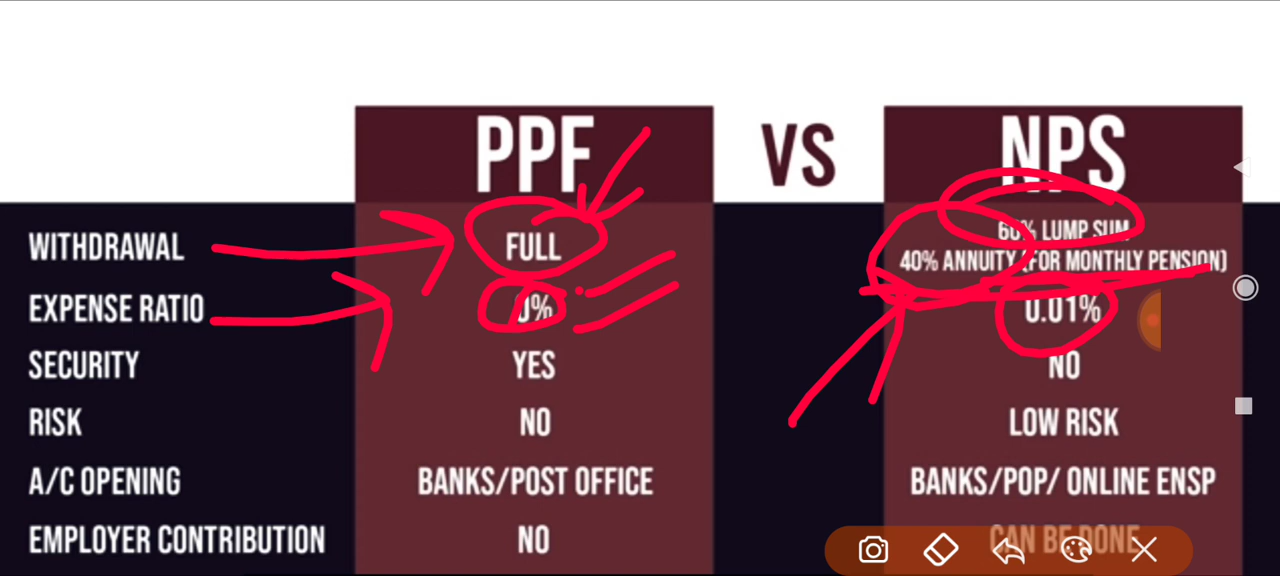 PPF VS NPS
WITHDRAWAL FULL 60% LUMP SUM
40% ANNUITY (FOR MONTHLY PENSION)
EXPENSE RATIO 0% 0.01%
SECURITY YES NO
RISK NO LOW RISK
A/C OPENING BANKS/POST OFFICE BANKS/POP/ ONLINE ENSP
EMPLOYER CONTRIBUTION NO CAN BE DONE